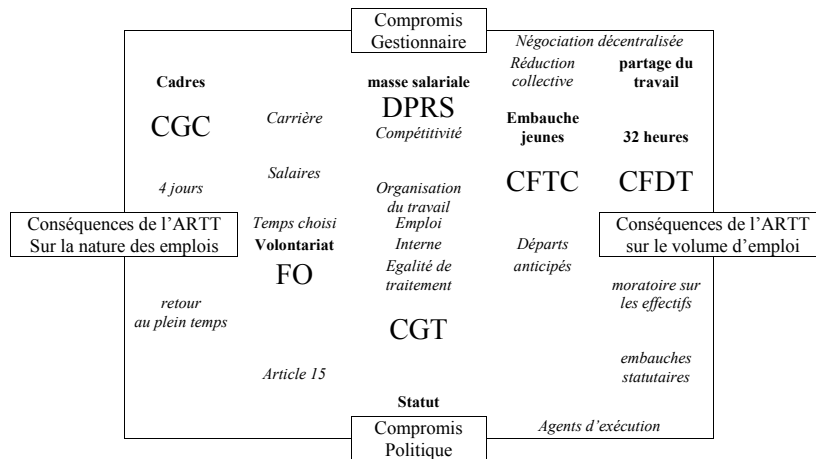 Compromis
Gestionnaire
Négociation décentralisée
Réduction
collective
partage du
travail
Cadres
masse salariale
DPRS
Compétitivité
CGC
Carrière
Embauche
jeunes
32 heures
Salaires
CFTC
CFDT
4 jours
Organisation
du travail
Conséquences de l’ARTT
Sur la nature des emplois
Temps choisi
Volontariat
FO
Emploi
Interne
Egalité de
traitement
Départs
anticipés
Conséquences de l’ARTT
sur le volume d’emploi
moratoire sur
les effectifs
retour
au plein temps
CGT
Article 15
embauches
statutaires
Statut
Compromis
Politique
Agents d’exécution